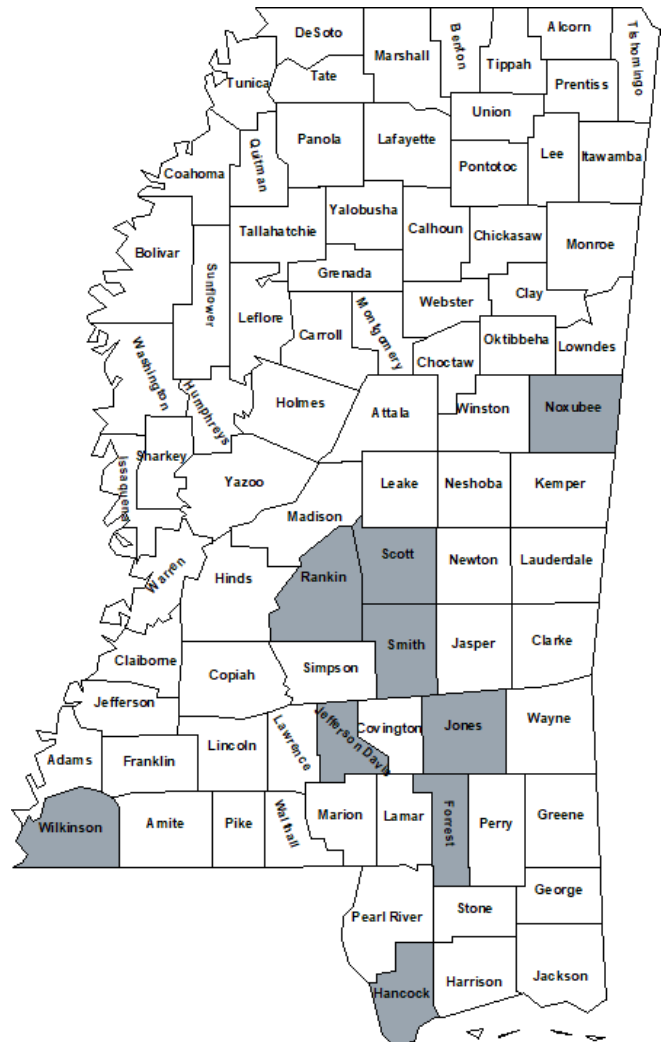 DeSoto
Marshall
Benton
Tippah
Alcorn
Tishomingo
Tunica
Tate
Prentiss
Union
Panola
Lafayette
Quitman
Coahoma
Pontotoc
Lee
Itawamba
Tallahatchie
Yalobusha
Calhoun
Chickasaw
Monroe
Bolivar
Sunflower
Grenada
Leflore
Webster
Clay
Carroll
Montgomery
Choctaw
Oktibbeha
Lowndes
Washington
Humphreys
Holmes
Attala
Winston
Noxubee
Sharkey
Issaquena
Yazoo
Leake
Neshoba
Kemper
Madison
Warren
Hinds
Rankin
Scott
Newton
Lauderdale
Claiborne
Copiah
Simpson
Smith
Jasper
Clarke
Jefferson
Lincoln
Lawrence
Jefferson Davis
Covington
Jones
Wayne
Adams
Franklin
Wilkinson
Amite
Pike
Walthall
Marion
Lamar
Forrest
Perry
Greene
Pearl River
Stone
George
Hancock
Harrison
Jackson